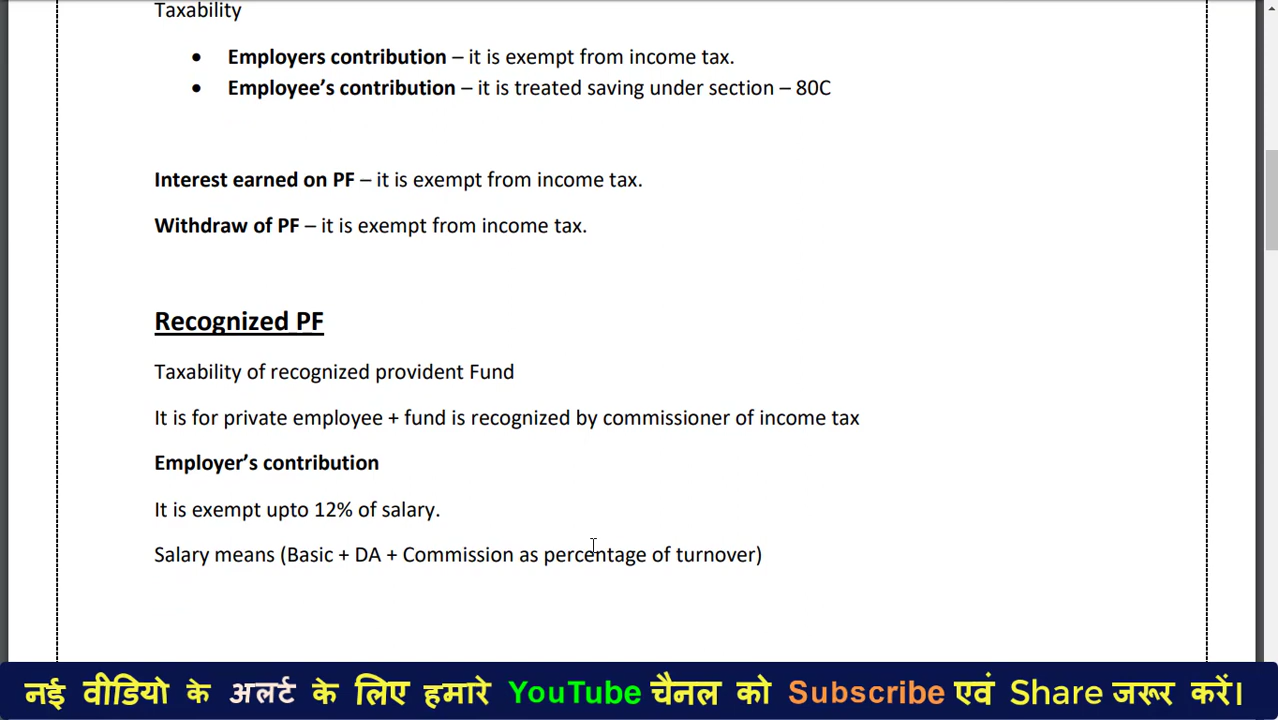 Taxability
• Employers contribution – it is exempt from income tax.
• Employee’s contribution – it is treated saving under section – 80C
Interest earned on PF – it is exempt from income tax.
Withdraw of PF – it is exempt from income tax.
Recognized PF
Taxability of recognized provident Fund
It is for private employee + fund is recognized by commissioner of income tax
Employer’s contribution
It is exempt upto 12% of salary.
Salary means (Basic + DA + Commission as percentage of turnover)
नई वीडियो के अलर्ट के लिए हमारे YouTube चैनल को Subscribe एवं Share जरूर करें।